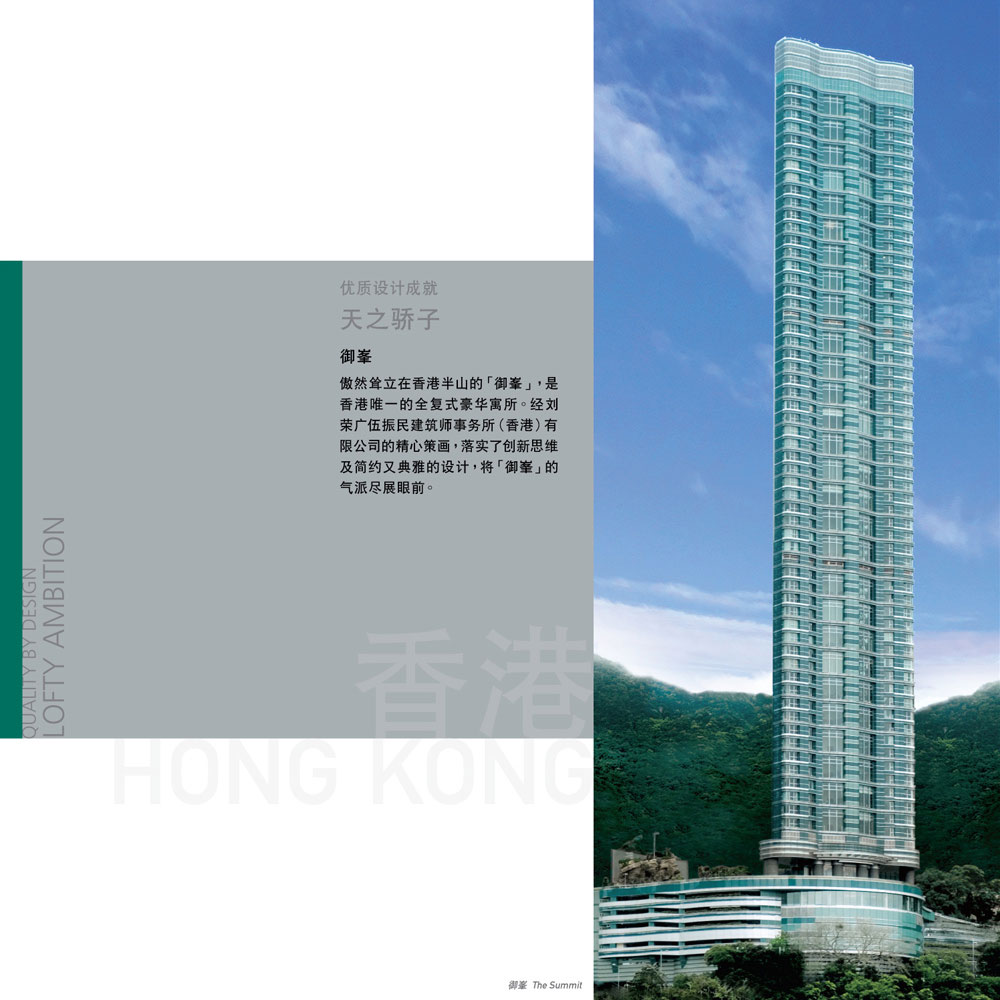 优质设计成就
天之骄子
御峯
傲然耸立在香港半山的「御峯」，是
香港唯一的全复式豪华寓所。经刘
荣广伍振民建筑师事务所（香港）有
限公司的精心策画，落实了创新思维
及简约又典雅的设计，将「御峯」的
气派尽展眼前。
QUALITY BY DESIGN
LOFTY AMBITION
香港
HONG KONG
御峯 The Summit